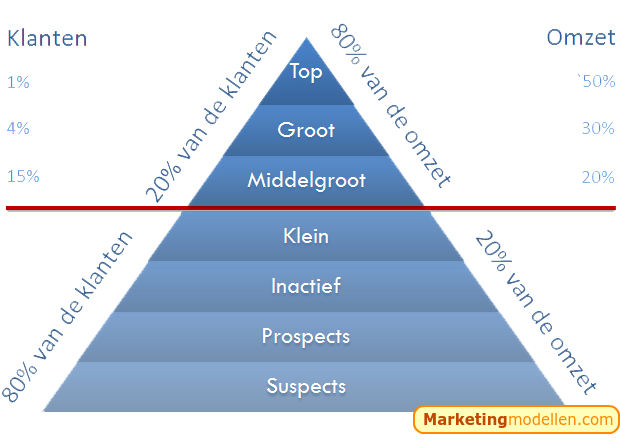 Klanten
Omzet
1%
4%
15%
`50%
30%
20%
20% van de klanten
80% van de omzet
80% van de klanten
20% van de omzet
Top
Groot
Middelgroot
Klein
Inactief
Prospects
Suspects
Marketingmodellen.com